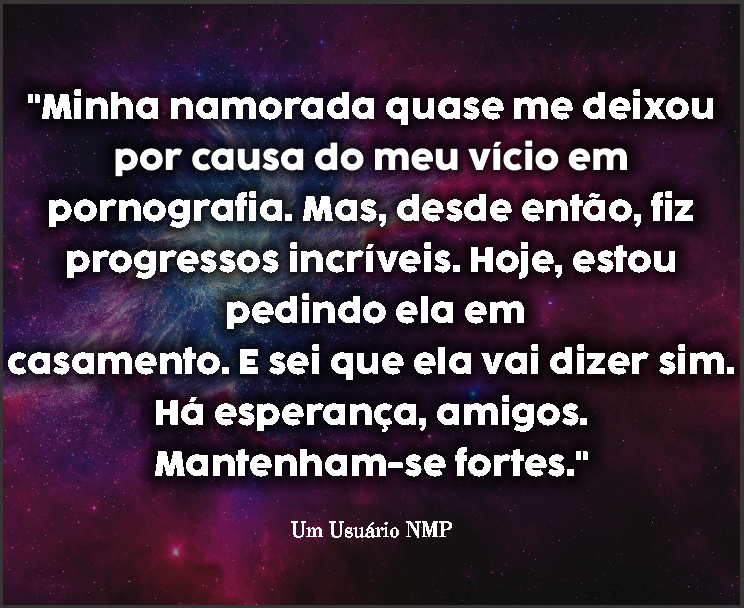 "Minha namorada quase me deixou
por causa do meu vício em
pornografia. Mas, desde então, fiz
progressos incríveis. Hoje, estou
pedindo ela em
casamento. E sei que ela vai dizer sim.
Há esperança, amigos.
Mantenham-se fortes."
Um Usuário NMP